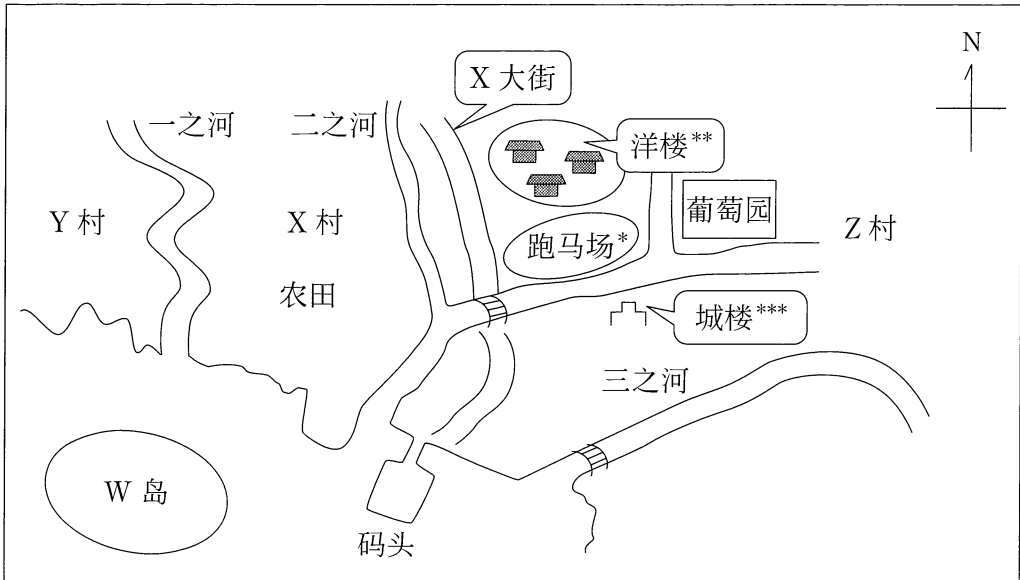 N
X 大街
一之河
二之河
洋楼**
葡萄园
Y 村
X 村
跑马场*
Z 村
农田
城楼***
三之河
W 岛
码头